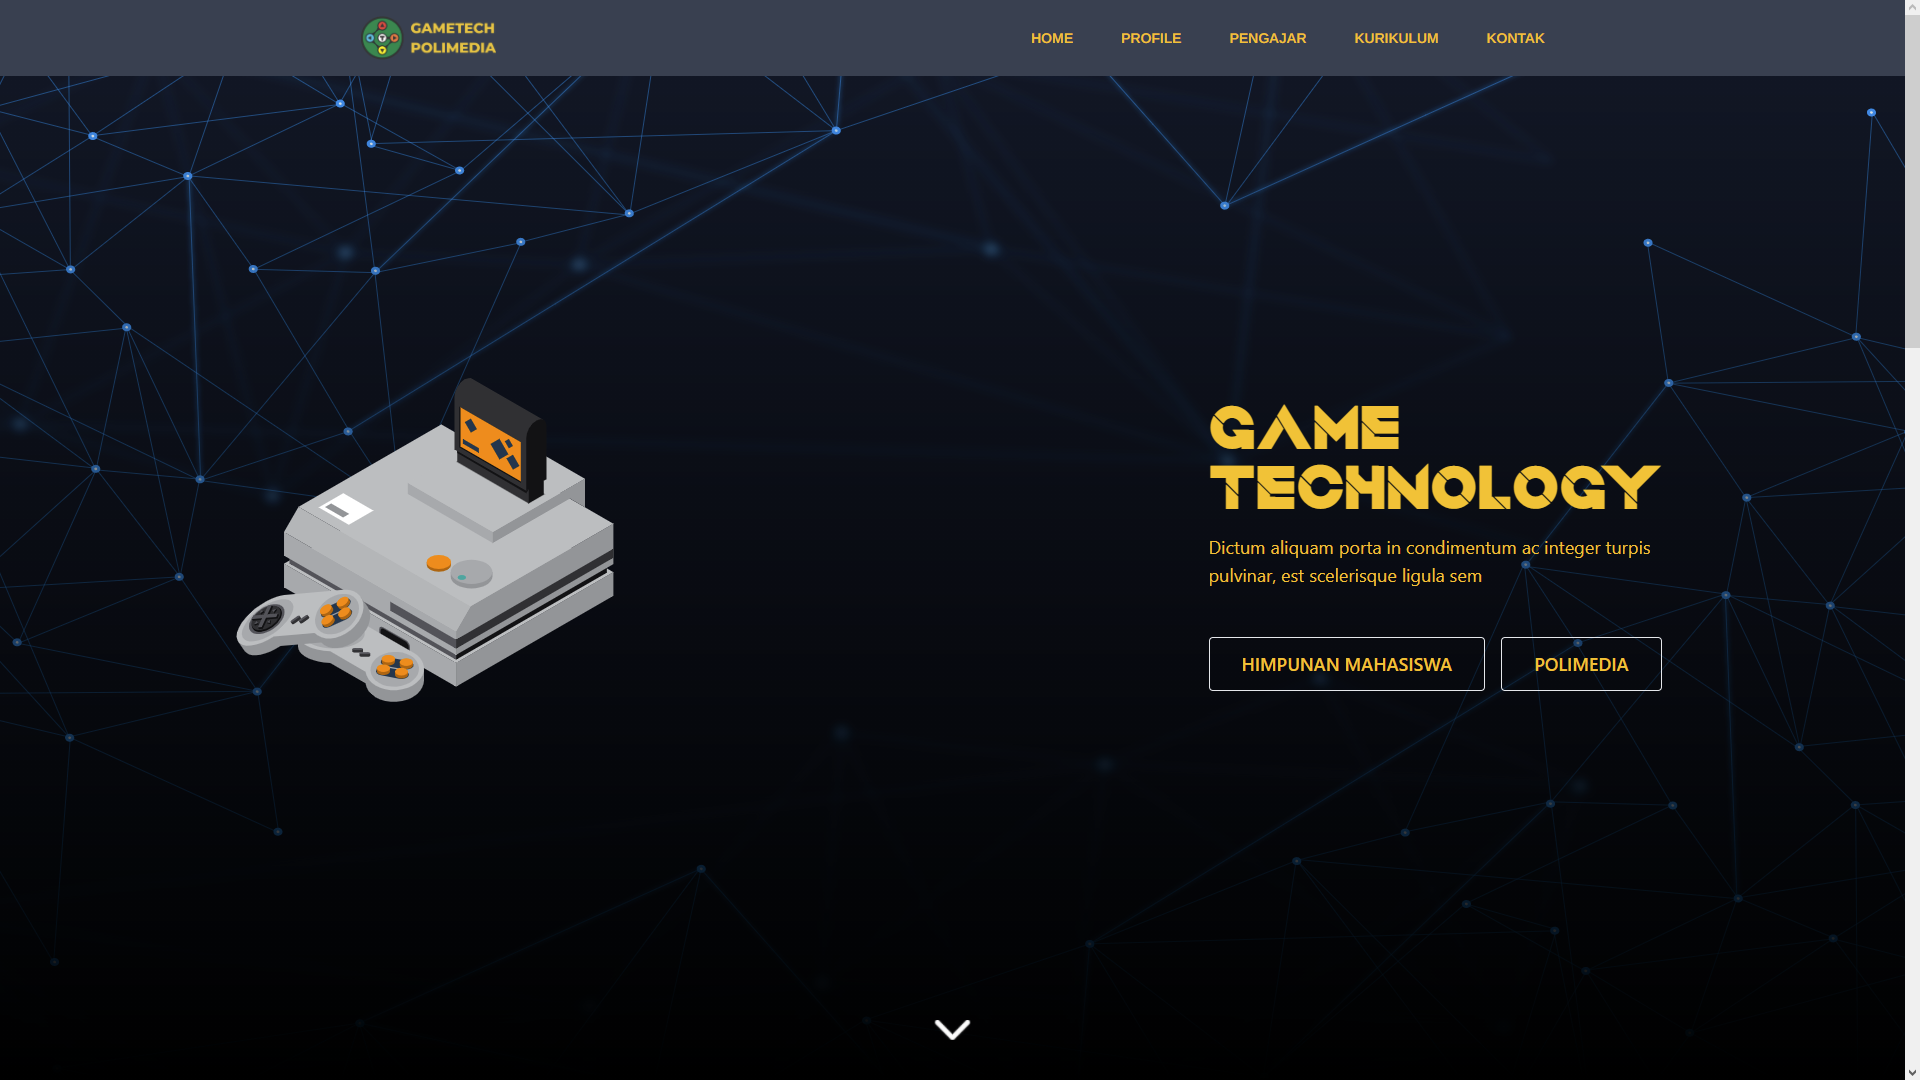 GAMETECH
POLIMEDIA
HOME PROFILE PENGAJAR KURIKULUM KONTAK
GAME
TECHNOLOGY
Dictum aliquam porta in condimentum ac integer turpis
pulvinar, est scelerisque ligula sem
HIMPUNAN MAHASISWA POLIMEDIA